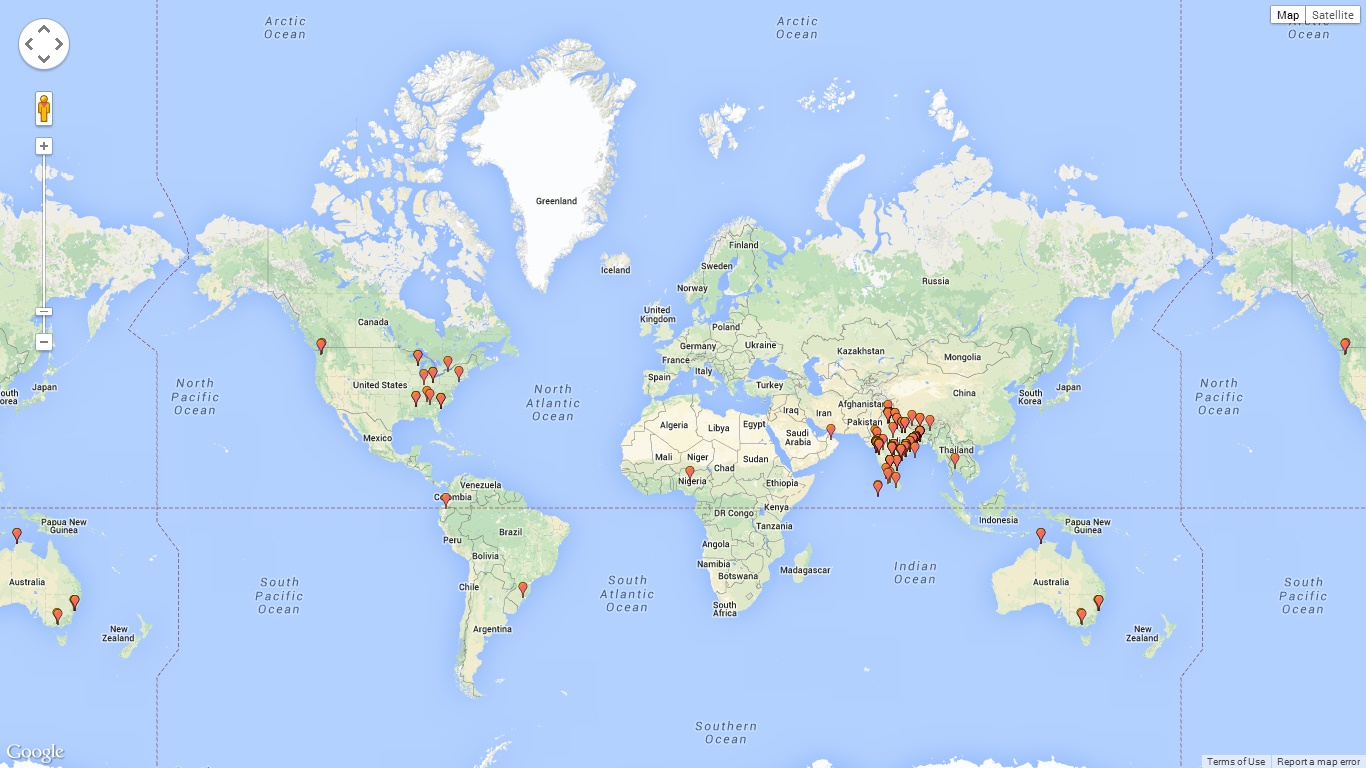 Arctic
Ocean
Arctic
Ocean
Map
Satellite
Arctic
Ocean
+
−
Greenland
Iceland
Finland
Sweden
Norway
Russia
United
Kingdom
Poland
Germany
Ukraine
France
Italy
Spain
Turkey
Kazakhstan
Mongolia
China
South
Korea
Japan
Japan
Canada
United States
Mexico
North
Pacific
Ocean
North
Atlantic
Ocean
North
Pacific
Ocean
Afghanistan
Pakistan
Iraq
Iran
Saudi
Arabia
Algeria
Libya
Egypt
Mali
Niger
Chad
Sudan
Nigeria
Ethiopia
Thailand
Venezuela
Colombia
Brazil
Peru
Bolivia
Chile
Argentina
DR Congo
Kenya
Tanzania
Angola
Namibia
Botswana
Madagascar
South
Africa
Indonesia
Papua New
Guinea
Papua New
Guinea
Australia
Australia
New
Zealand
New
Zealand
South
Pacific
Ocean
South
Atlantic
Ocean
Indian
Ocean
South
Pacific
Ocean
Southern
Ocean
Google
Terms of Use
Report a map error